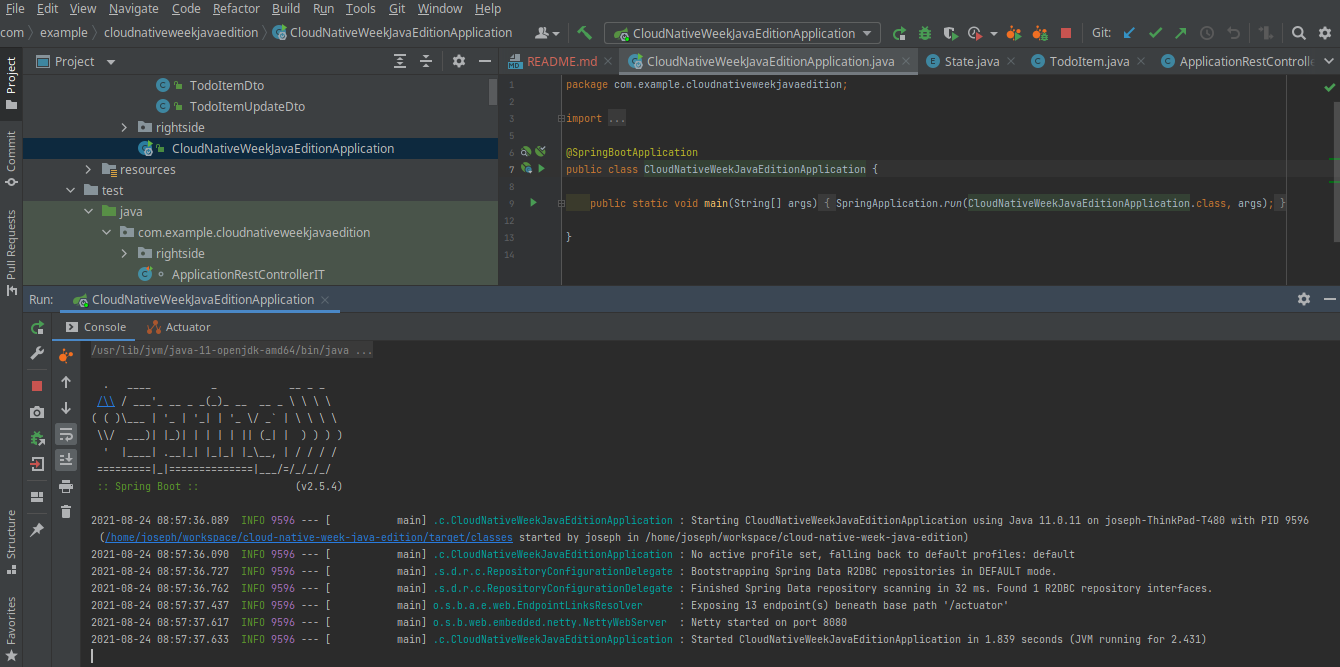 File Edit View Navigate Code Refactor Build Run Tools Git Window Help
com example cloudnativeweekjavaedition CloudNativeWeekJavaEditionApplication CloudNativeWeekJavaEditionApplication Git:
Project
Project
README.md CloudNativeWeekJavaEditionApplication.java State.java TodoItem.java ApplicationRestControlle
TodoItemDto
TodoItemUpdateDto
rightside
CloudNativeWeekJavaEditionApplication
resources
test
java
com.example.cloudnativeweekjavaedition
rightside
ApplicationRestControllerIT
Commit
Pull Requests
1 package com.example.cloudnativeweekjavaedition;
2
3 import ...
5
6 @SpringBootApplication
7 public class CloudNativeWeekJavaEditionApplication {
8
9 public static void main(String[] args) { SpringApplication.run(CloudNativeWeekJavaEditionApplication.class, args); }
12
13 }
14
Run: CloudNativeWeekJavaEditionApplication
Console Actuator
/usr/lib/jvm/java-11-openjdk-amd64/bin/java ...
  .   ____          _            __ _ _
 /\\ / ___'_ __ _ _(_)_ __  __ _ \ \ \ \
( ( )\___ | '_ | '_| | '_ \/ _` | \ \ \ \
 \\/  ___)| |_)| | | | | || (_| |  ) ) ) )
  '  |____| .__|_| |_|_| |_\__, | / / / /
 =========|_|==============|___/=/_/_/_/
:: Spring Boot :: (v2.5.4)
2021-08-24 08:57:36.089 INFO 9596 --- [ main] .c.CloudNativeWeekJavaEditionApplication : Starting CloudNativeWeekJavaEditionApplication using Java 11.0.11 on joseph-ThinkPad-T480 with PID 9596
(/home/joseph/workspace/cloud-native-week-java-edition/target/classes started by joseph in /home/joseph/workspace/cloud-native-week-java-edition)
2021-08-24 08:57:36.090 INFO 9596 --- [ main] .c.CloudNativeWeekJavaEditionApplication : No active profile set, falling back to default profiles: default
2021-08-24 08:57:36.727 INFO 9596 --- [ main] .s.d.r.c.RepositoryConfigurationDelegate : Bootstrapping Spring Data R2DBC repositories in DEFAULT mode.
2021-08-24 08:57:36.762 INFO 9596 --- [ main] .s.d.r.c.RepositoryConfigurationDelegate : Finished Spring Data repository scanning in 32 ms. Found 1 R2DBC repository interfaces.
2021-08-24 08:57:37.437 INFO 9596 --- [ main] o.s.b.a.e.web.EndpointLinksResolver : Exposing 13 endpoint(s) beneath base path '/actuator'
2021-08-24 08:57:37.617 INFO 9596 --- [ main] o.s.b.web.embedded.netty.NettyWebServer : Netty started on port 8080
2021-08-24 08:57:37.633 INFO 9596 --- [ main] .c.CloudNativeWeekJavaEditionApplication : Started CloudNativeWeekJavaEditionApplication in 1.839 seconds (JVM running for 2.431)
Structure
Favorites